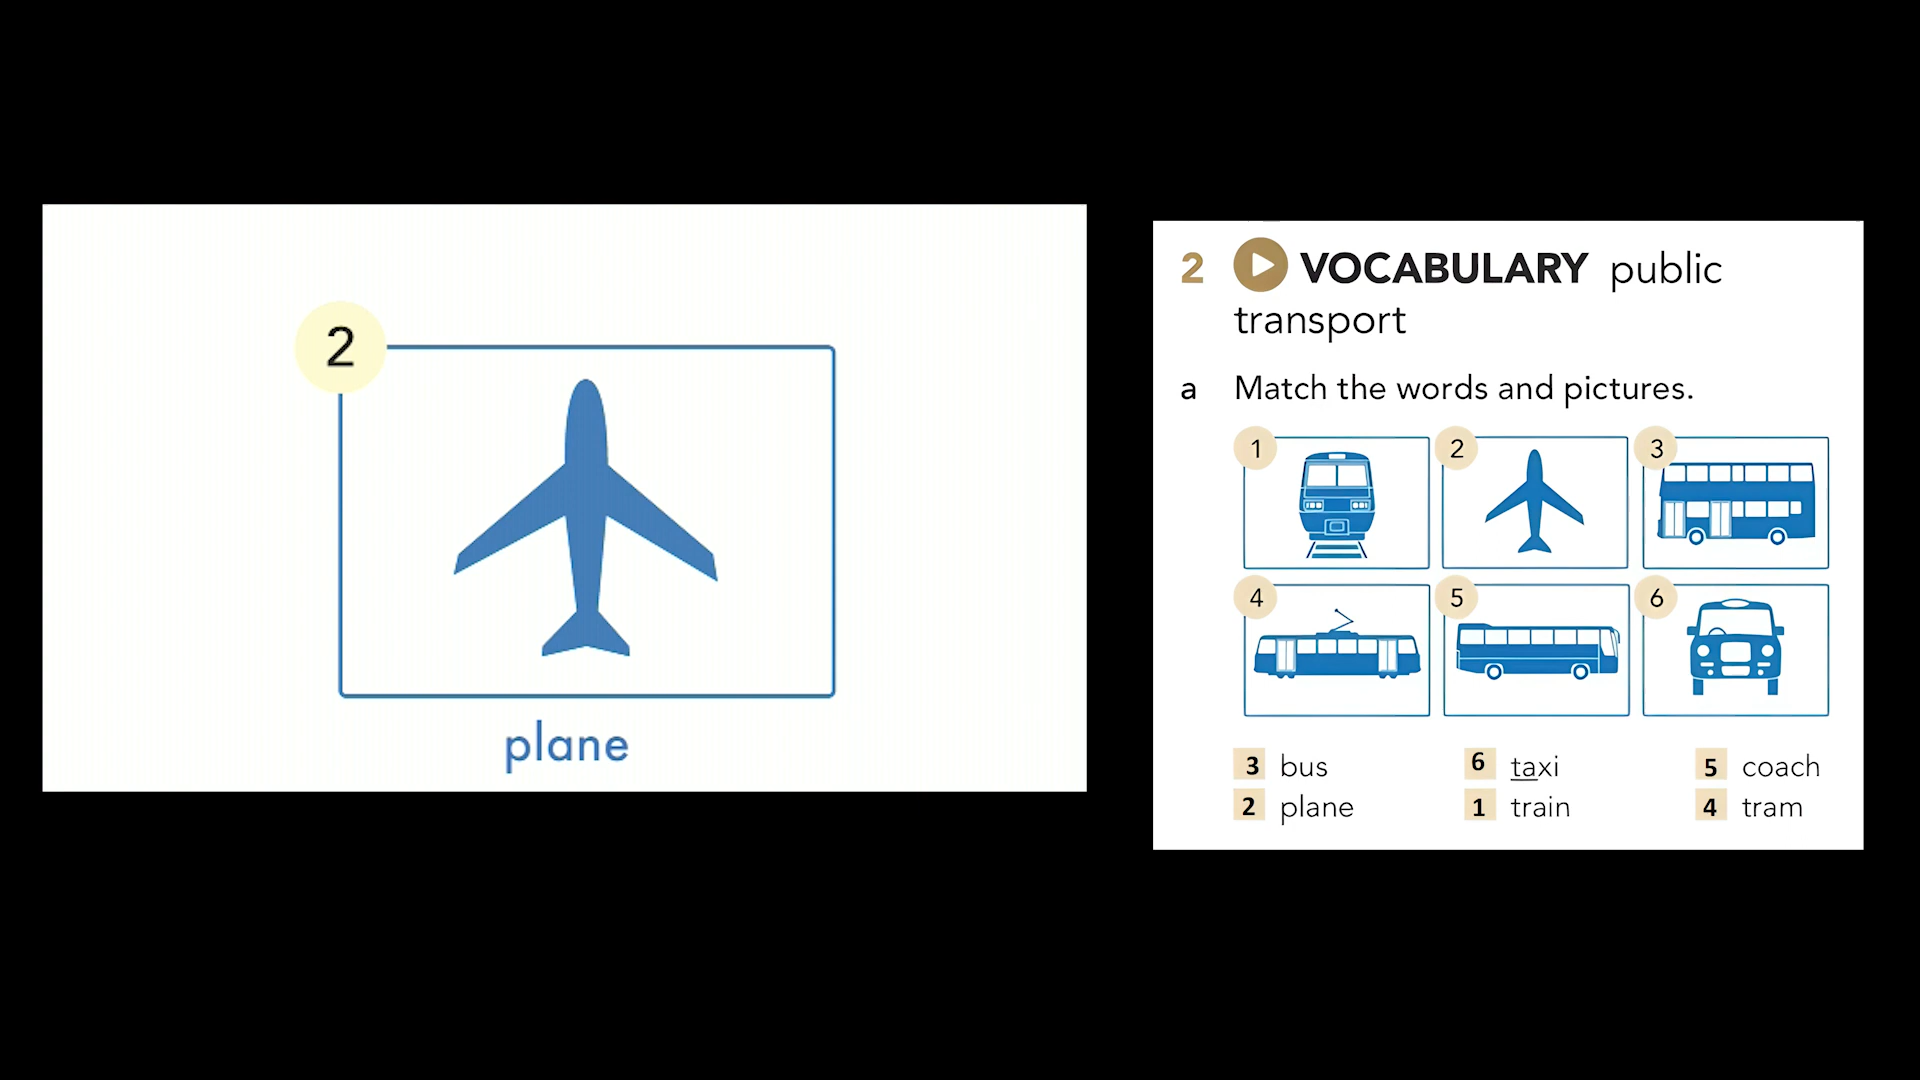 2
plane
2 VOCABULARY public
transport
a Match the words and pictures.
1 2 3
4 5 6
3 bus 6 taxi 5 coach
2 plane 1 train 4 tram